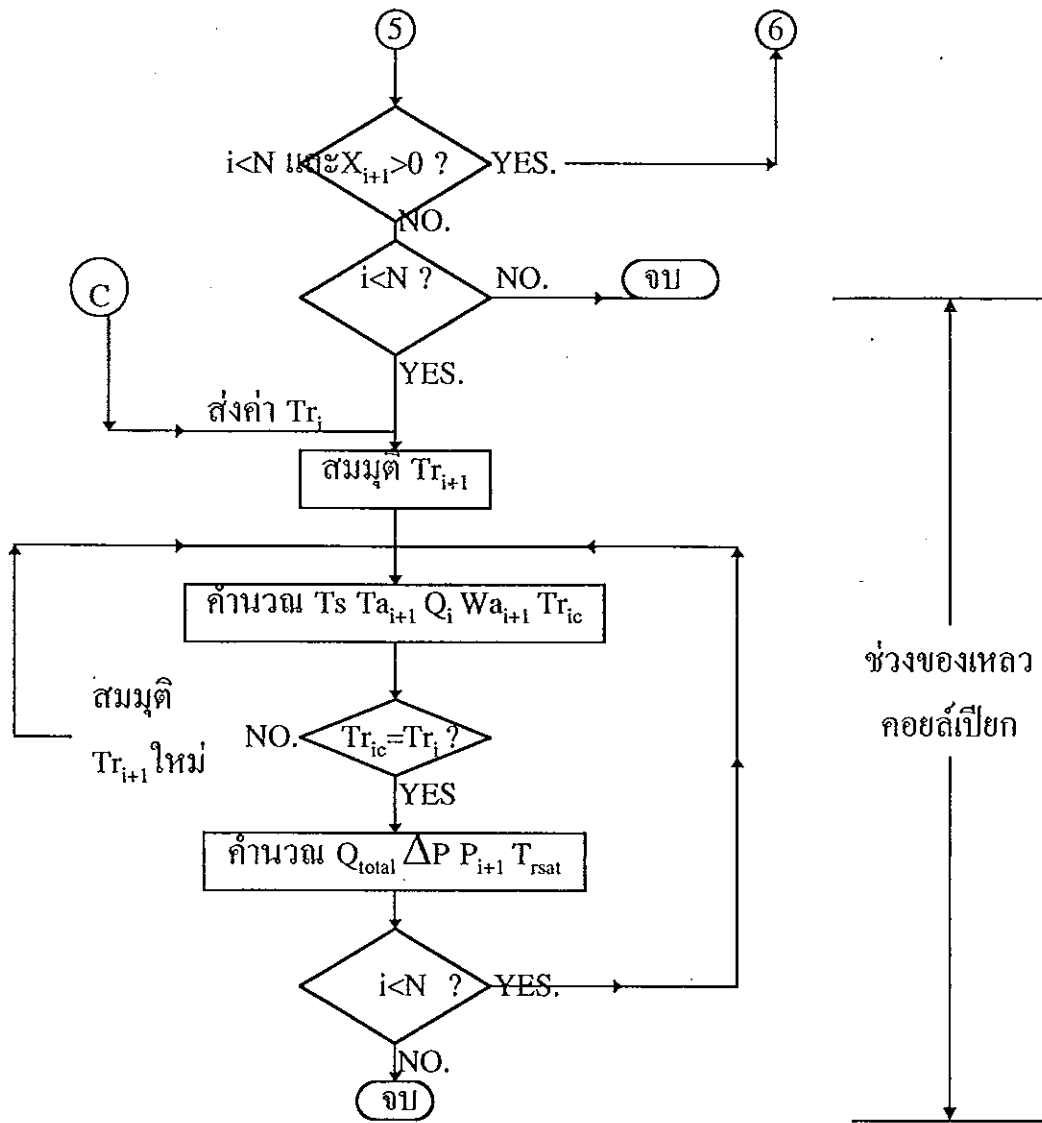 5
6
i<N และX_{i+1}>0 ?
YES.
NO.
i<N ?
NO.
จบ
C
YES.
ส่งค่า Tr_i
สมมุติ Tr_{i+1}
คำนวณ Ts Ta_{i+1} Q_i Wa_{i+1} Tr_{ic}
สมมุติ
Tr_{i+1}ใหม่
NO.
Tr_{ic}=Tr_i ?
YES
คำนวณ Q_{total} ΔP P_{i+1} T_{rsat}
i<N ?
YES.
NO.
จบ
ช่วงของเหลว
คอยล์เปียก